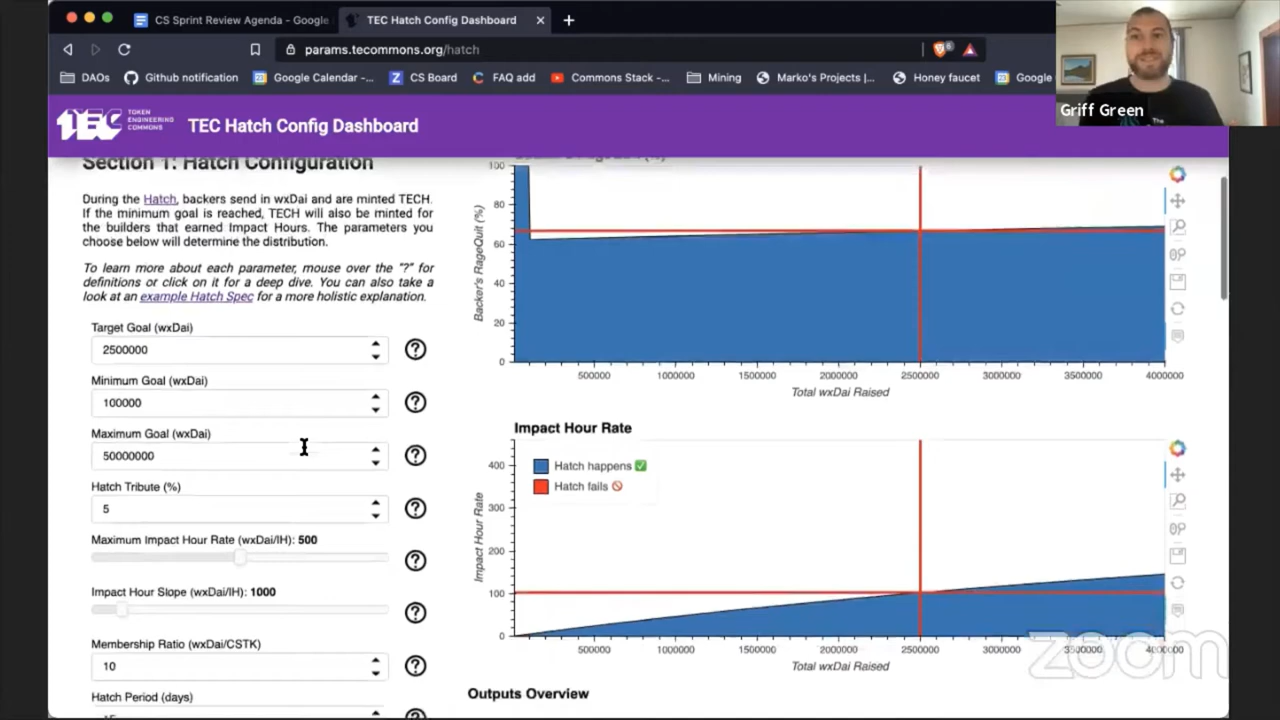 CS Sprint Review Agenda - Google
TEC Hatch Config Dashboard
params.tecommons.org/hatch
DAOs
Github notification
Google Calendar -...
CS Board
FAQ add
Commons Stack -...
Mining
Marko's Projects |...
Honey faucet
Google
Griff Green
TEC
TOKEN
ENGINEERING
COMMONS
TEC Hatch Config Dashboard
Section 1: Hatch Configuration
During the Hatch, backers send in wxDai and are minted TECH.
If the minimum goal is reached, TECH will also be minted for
the builders that earned Impact Hours. The parameters you
choose below will determine the distribution.
To learn more about each parameter, mouse over the "?" for
definitions or click on it for a deep dive. You can also take a
look at an example Hatch Spec for a more holistic explanation.
Target Goal (wxDai)
2500000
?
Minimum Goal (wxDai)
100000
?
Maximum Goal (wxDai)
50000000
?
Hatch Tribute (%)
5
?
Maximum Impact Hour Rate (wxDai/IH): 500
?
Impact Hour Slope (wxDai/IH): 1000
?
Membership Ratio (wxDai/CSTK)
10
?
Hatch Period (days)
100
80
60
40
20
0
Backer's RageQuit (%)
500000
1000000
1500000
2000000
2500000
3000000
3500000
4000000
Total wxDai Raised
Impact Hour Rate
Hatch happens ✅
Hatch fails 🚫
400
300
200
100
0
Impact Hour Rate
500000
1000000
1500000
2000000
2500000
3000000
3500000
4000000
Total wxDai Raised
Outputs Overview
zoom